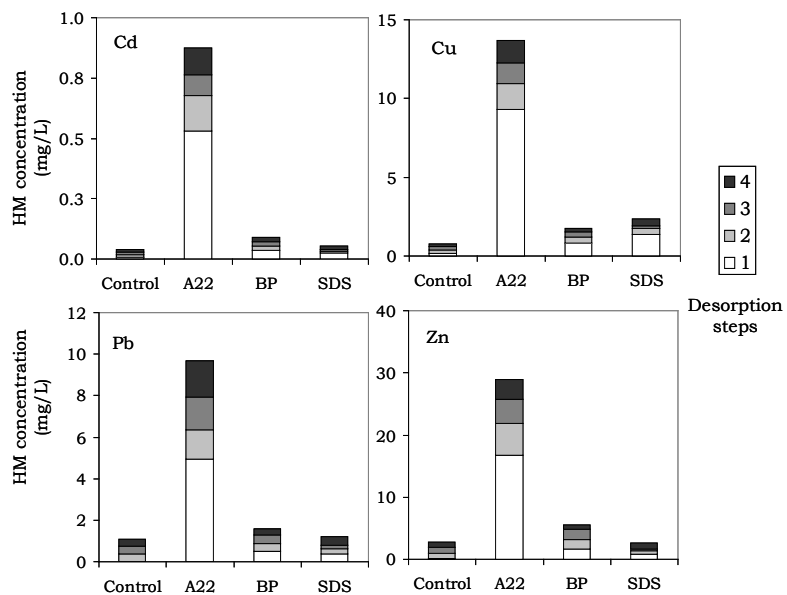 Cd
1.0
0.8
0.5
0.3
0.0
HM concentration
(mg/L)
Control A22 BP SDS
Cu
15
10
5
0
Control A22 BP SDS
4
3
2
1
Desorption
steps
Pb
12
10
8
6
4
2
0
HM concentration
(mg/L)
Control A22 BP SDS
Zn
40
30
20
10
0
Control A22 BP SDS